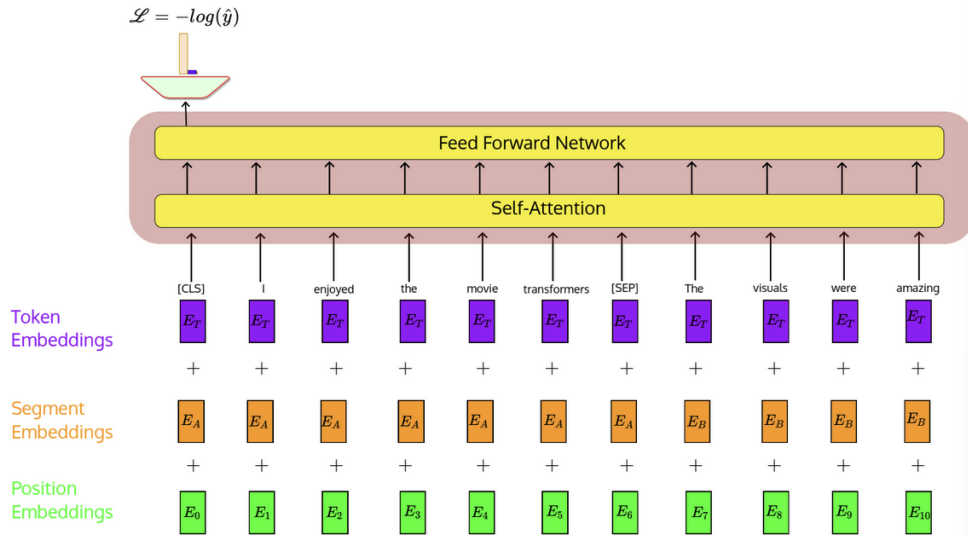 ℒ = −log(ŷ)
Feed Forward Network
Self-Attention
[CLS] I enjoyed the movie transformers [SEP] The visuals were amazing
Token
Embeddings
E_T E_T E_T E_T E_T E_T E_T E_T E_T E_T E_T
+ + + + + + + + + + +
Segment
Embeddings
E_A E_A E_A E_A E_A E_A E_A E_B E_B E_B E_B
+ + + + + + + + + + +
Position
Embeddings
E_0 E_1 E_2 E_3 E_4 E_5 E_6 E_7 E_8 E_9 E_10